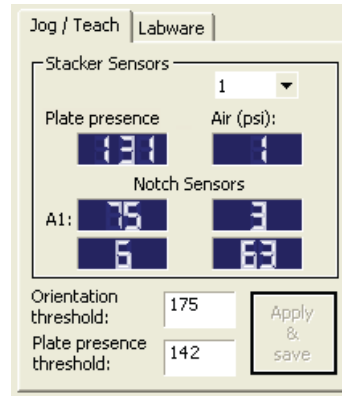 Jog / Teach Labware
Stacker Sensors
1
Plate presence Air (psi):
131 1
Notch Sensors
A1: 75 3
6 63
Orientation threshold: 175
Plate presence threshold: 142
Apply & save